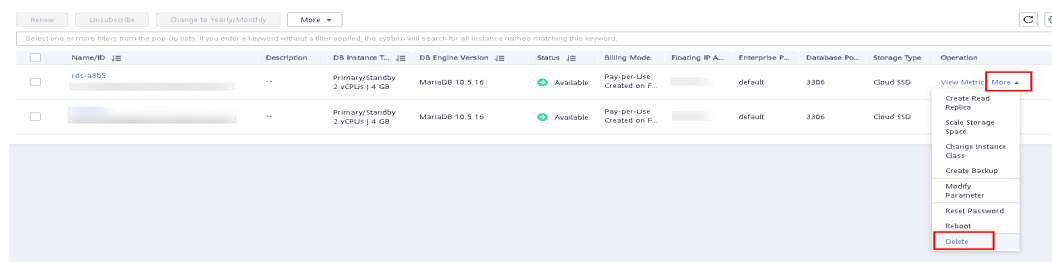 Renew Unsubscribe Change to Yearly/Monthly More
Select one or more filters from the pop-up lists. If you enter a keyword without a filter applied, the system will search for all instance names matching this keyword.
Name/ID Description DB Instance T... DB Engine Version Status Billing Mode Floating IP A... Enterprise P... Database Po... Storage Type Operation
rds-a8b5 -- Primary/Standby
2 vCPUs | 4 GB MariaDB 10.5.16 Available Pay-per-Use
Created on F... default 3306 Cloud SSD View Metric More
-- Primary/Standby
2 vCPUs | 4 GB MariaDB 10.5.16 Available Pay-per-Use
Created on F... default 3306 Cloud SSD
Create Read
Replica
Scale Storage
Space
Change Instance
Class
Create Backup
Modify
Parameter
Reset Password
Reboot
Delete